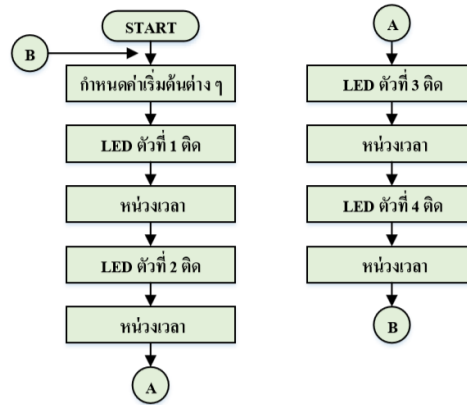 START
B
กำหนดค่าเริ่มต้นต่าง ๆ
LED ตัวที่ 1 ติด
หน่วงเวลา
LED ตัวที่ 2 ติด
หน่วงเวลา
A
A
LED ตัวที่ 3 ติด
หน่วงเวลา
LED ตัวที่ 4 ติด
หน่วงเวลา
B